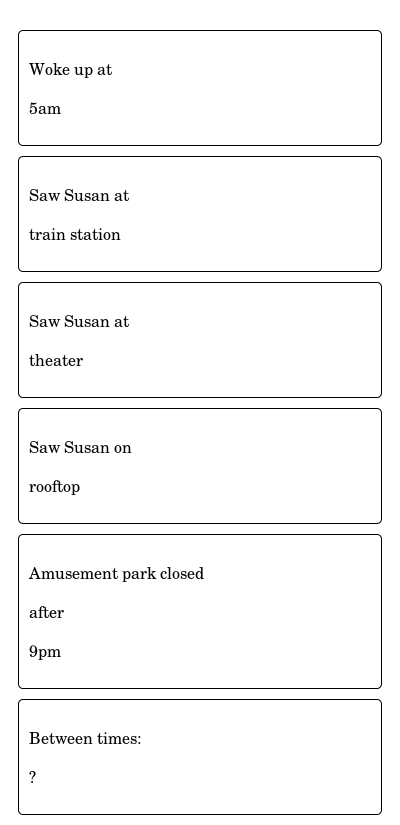 Woke up at
5am
Saw Susan at
train station
Saw Susan at
theater
Saw Susan on
rooftop
Amusement park closed
after
9pm
Between times:
?